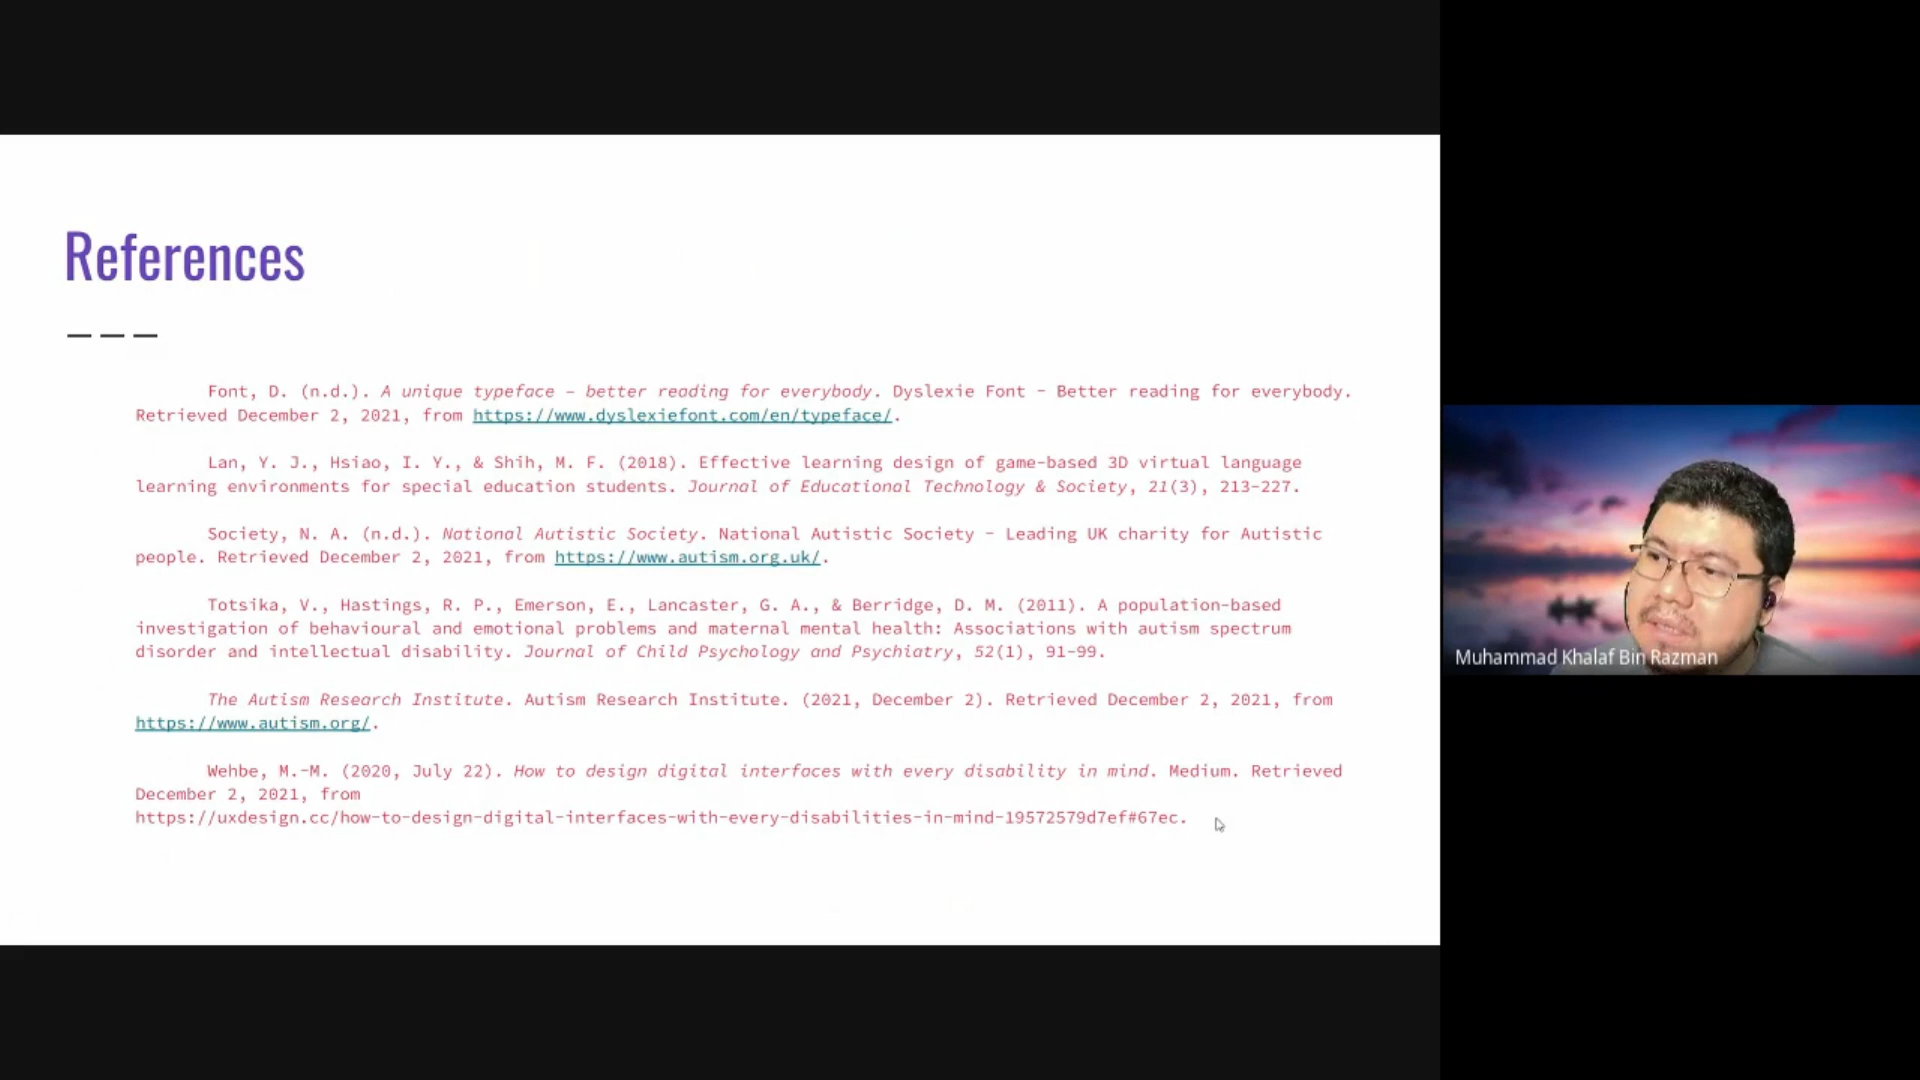 References
Font, D. (n.d.). A unique typeface – better reading for everybody. Dyslexie Font - Better reading for everybody.
Retrieved December 2, 2021, from https://www.dyslexiefont.com/en/typeface/.
Lan, Y. J., Hsiao, I. Y., & Shih, M. F. (2018). Effective learning design of game-based 3D virtual language
learning environments for special education students. Journal of Educational Technology & Society, 21(3), 213-227.
Society, N. A. (n.d.). National Autistic Society. National Autistic Society - Leading UK charity for Autistic
people. Retrieved December 2, 2021, from https://www.autism.org.uk/.
Totsika, V., Hastings, R. P., Emerson, E., Lancaster, G. A., & Berridge, D. M. (2011). A population-based
investigation of behavioural and emotional problems and maternal mental health: Associations with autism spectrum
disorder and intellectual disability. Journal of Child Psychology and Psychiatry, 52(1), 91-99.
The Autism Research Institute. Autism Research Institute. (2021, December 2). Retrieved December 2, 2021, from
https://www.autism.org/.
Wehbe, M.-M. (2020, July 22). How to design digital interfaces with every disability in mind. Medium. Retrieved
December 2, 2021, from
https://uxdesign.cc/how-to-design-digital-interfaces-with-every-disabilities-in-mind-19572579d7ef#67ec.
Muhammad Khalaf Bin Razman